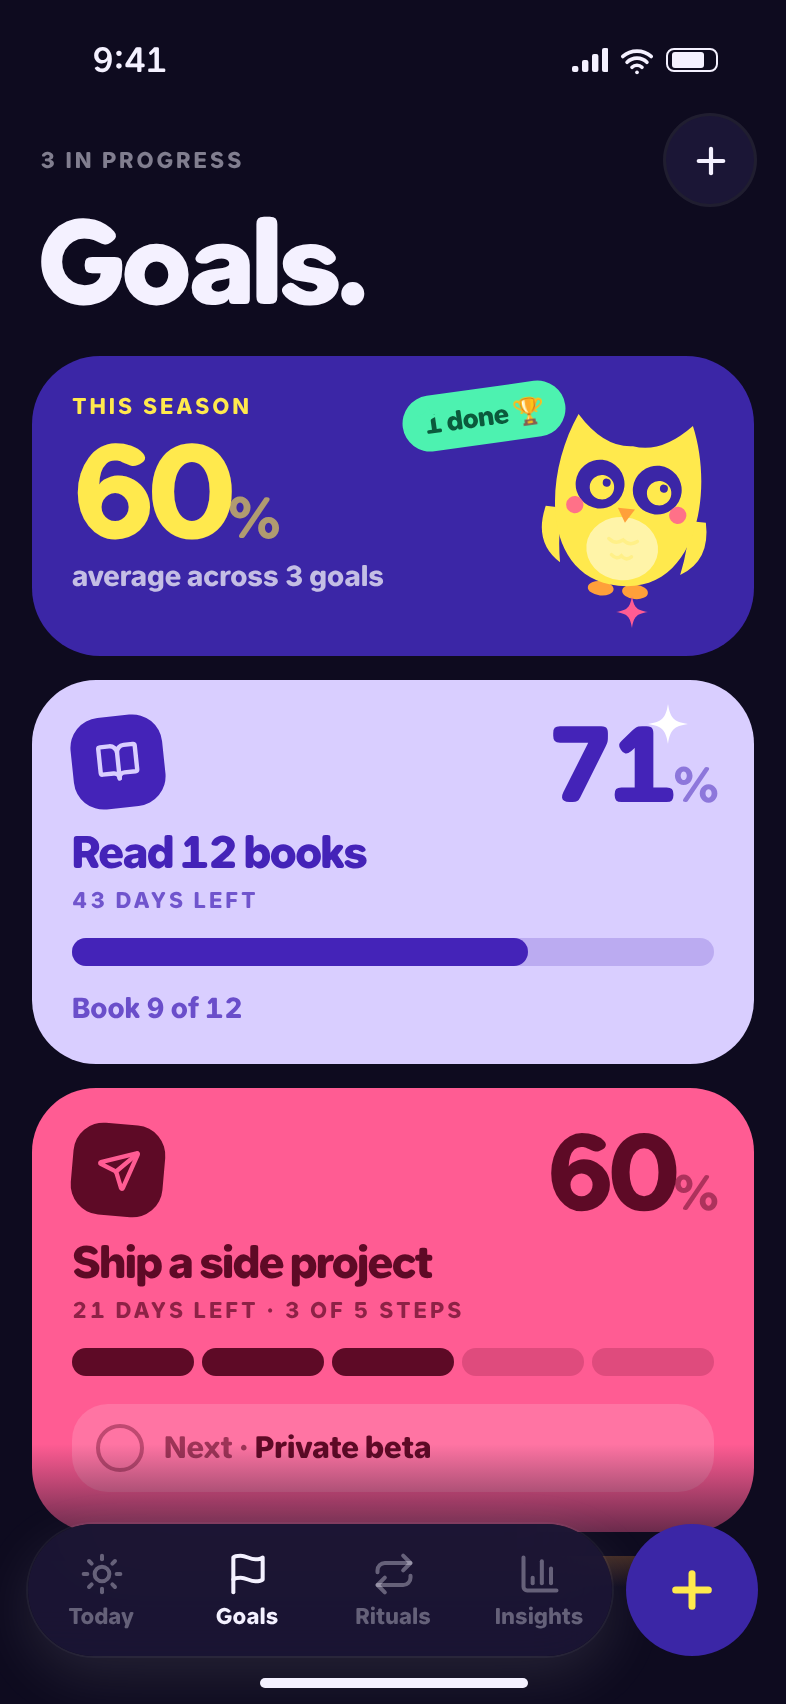 9:41
3 IN PROGRESS
Goals.
THIS SEASON
1 done 🏆
60%
average across 3 goals
71%
Read 12 books
43 DAYS LEFT
Book 9 of 12
60%
Ship a side project
21 DAYS LEFT · 3 OF 5 STEPS
Next · Private beta
Today
Goals
Rituals
Insights